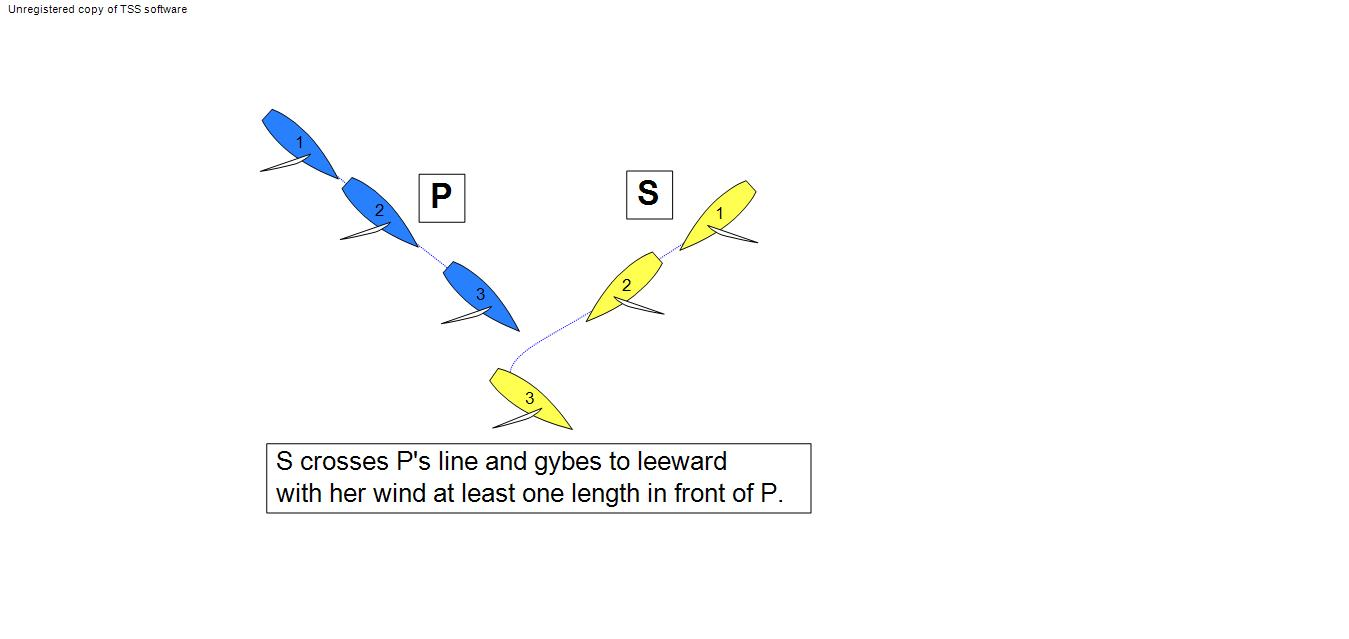 Unregistered copy of TSS software
1
2
P
3
S
1
2
3
S crosses P's line and gybes to leeward
with her wind at least one length in front of P.